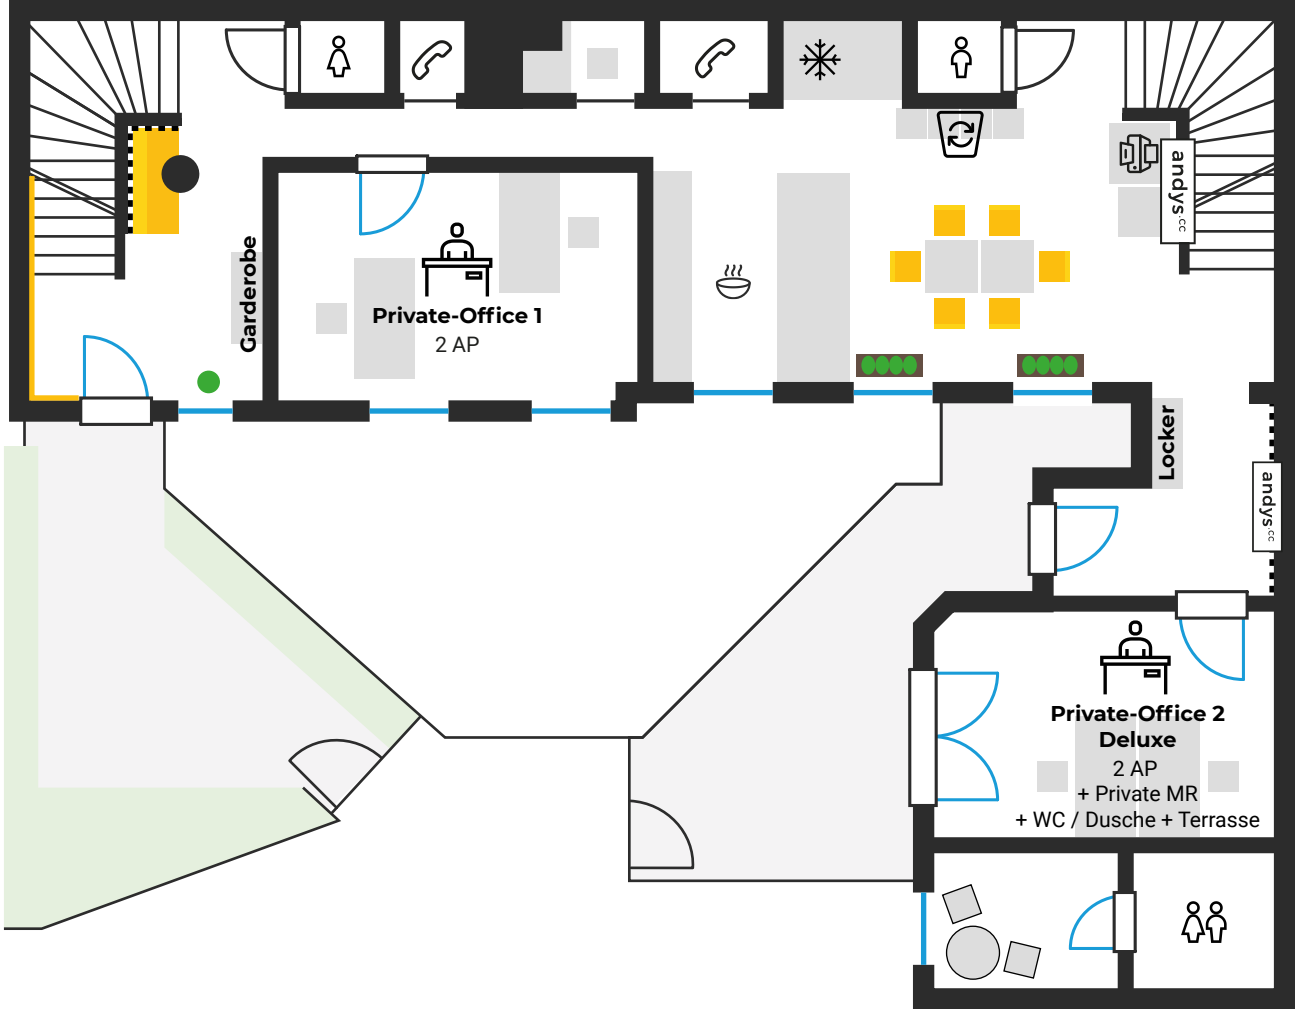 andys.cc
Garderobe
Private-Office 1
2 AP
Locker
andys.cc
Private-Office 2
Deluxe
2 AP
+ Private MR
+ WC / Dusche + Terrasse